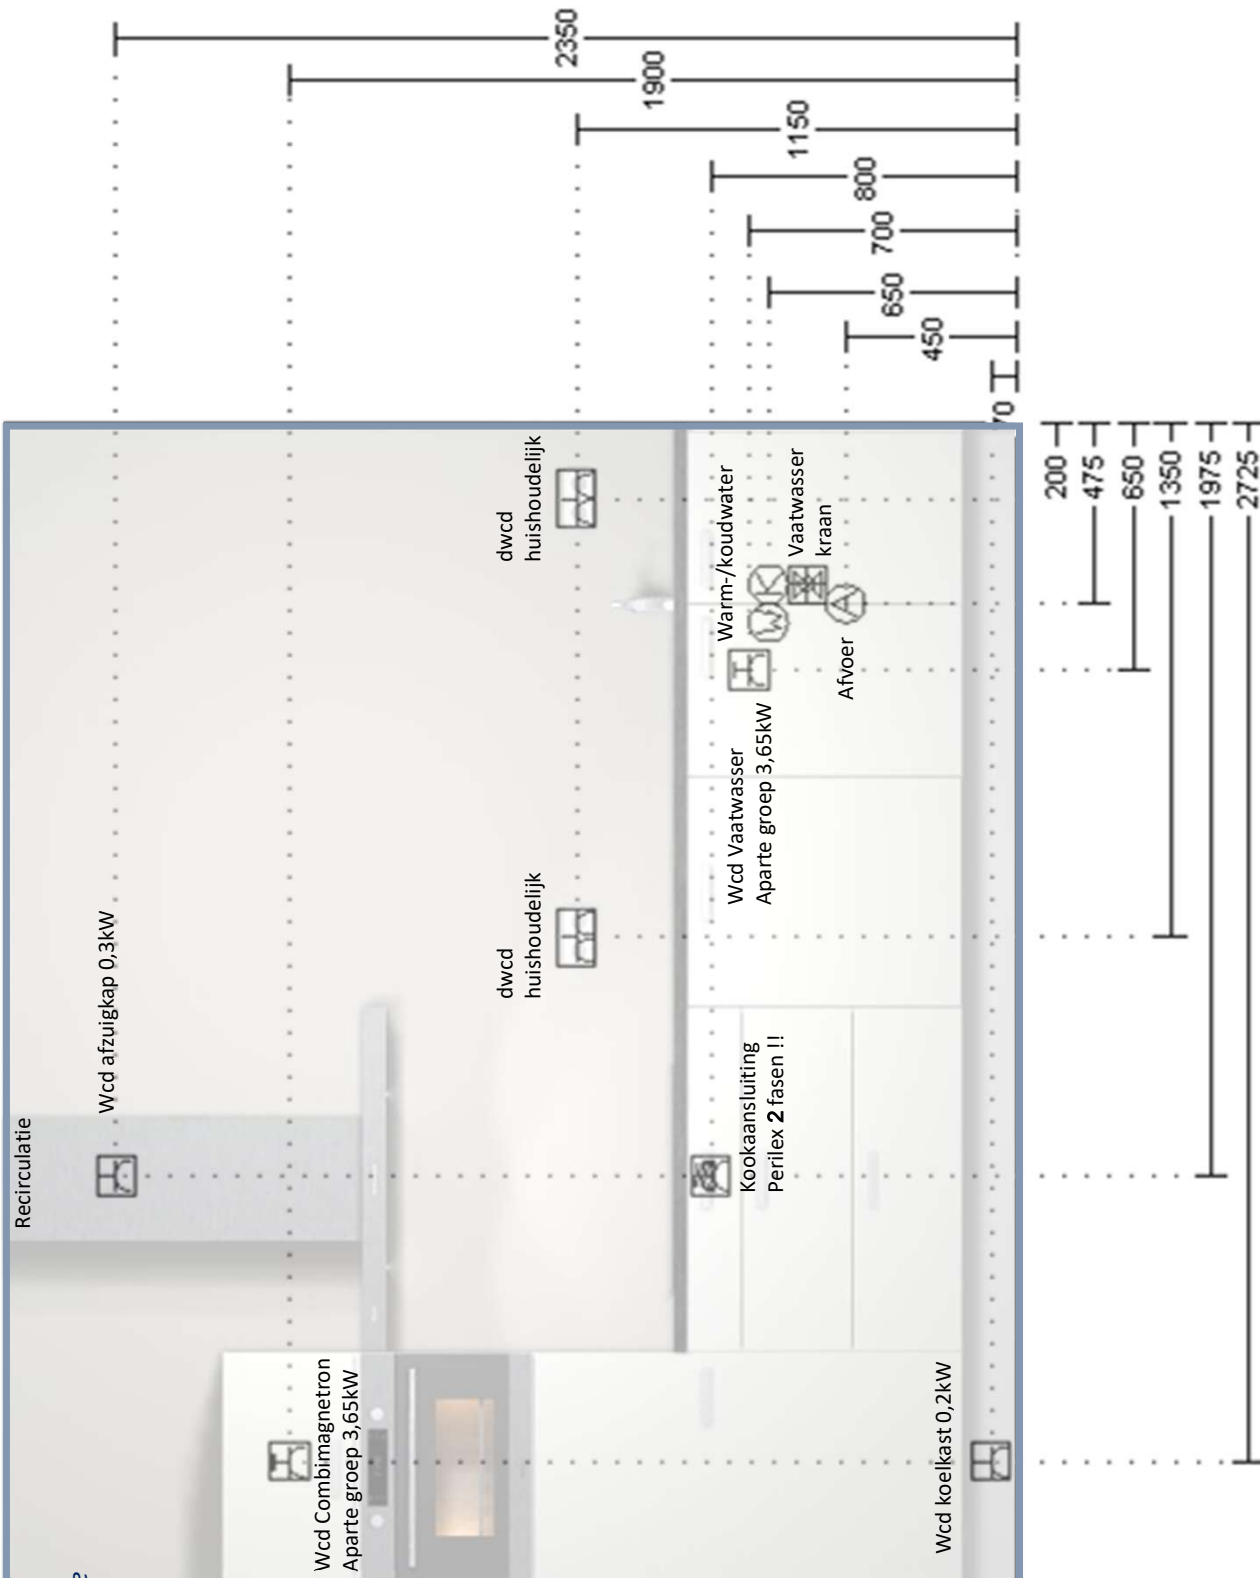 Recirculatie
Wcd afzuigkap 0,3kW
Wcd Combimagnetron
Aparte groep 3,65kW
dwcd
huishoudelijk
dwcd
huishoudelijk
Kookaansluiting
Perilex 2 fasen !!
Wcd Vaatwasser
Aparte groep 3,65kW
Warm-/koudwater
W K
Vaatwasser
kraan
A
Afvoer
Wcd koelkast 0,2kW
2350
1900
1150
800
700
650
450
70
200
475
650
1350
1975
2725